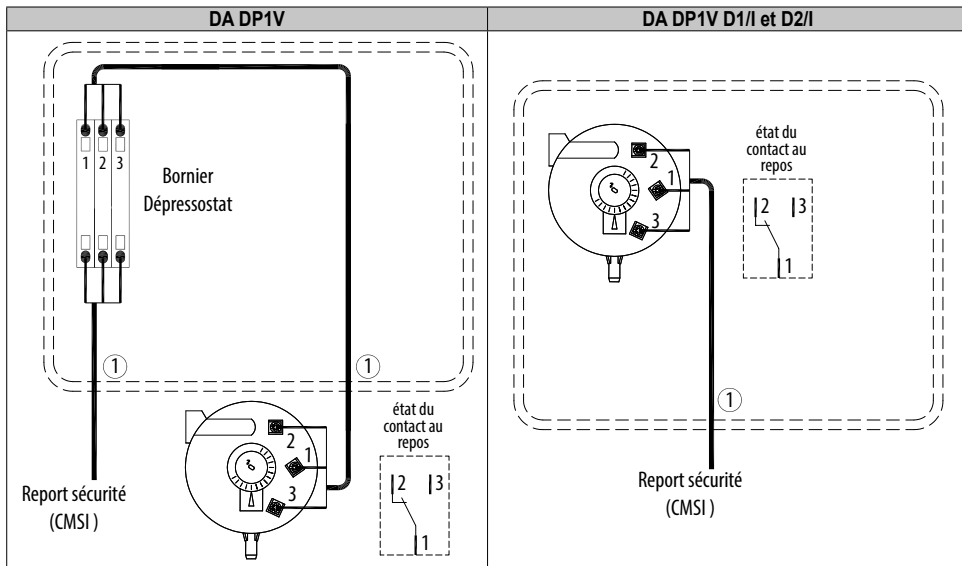 DA DP1V
DA DP1V D1/I et D2/I
1 2 3
Bornier
Dépressostat
1
1
2
1
3
état du
contact au
repos
2 3
1
Report sécurité
(CMSI )
2
1
3
état du
contact au
repos
2 3
1
1
Report sécurité
(CMSI )